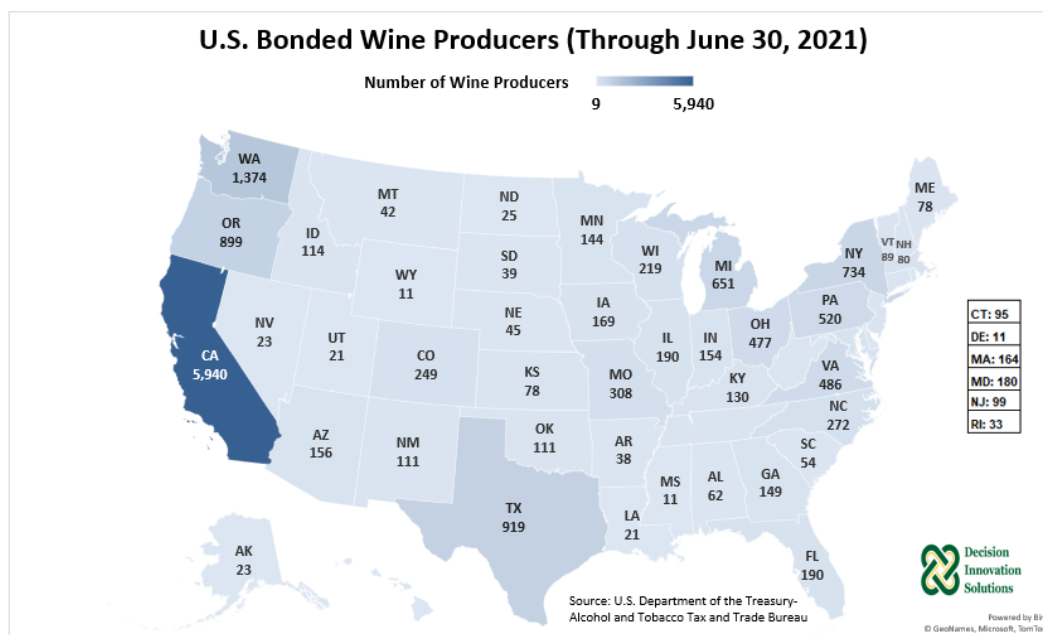 U.S. Bonded Wine Producers (Through June 30, 2021)
Number of Wine Producers
9
5,940
WA
1,374
MT
42
ND
25
MN
144
ME
78
OR
899
ID
114
SD
39
WI
219
MI
651
VT
89
NH
80
NY
734
WY
11
IA
169
PA
520
NE
45
OH
477
NV
23
UT
21
CO
249
IL
190
IN
154
CA
5,940
KS
78
MO
308
KY
130
VA
486
NC
272
AZ
156
NM
111
OK
111
AR
38
SC
54
MS
11
AL
62
GA
149
TX
919
LA
21
FL
190
AK
23
CT: 95
DE: 11
MA: 164
MD: 180
NJ: 99
RI: 33
Decision
Innovation
Solutions
Source: U.S. Department of the Treasury-
Alcohol and Tobacco Tax and Trade Bureau
Powered by Bi
© GeoNames, Microsoft, TomTo